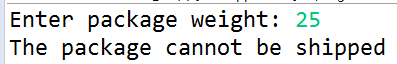 Enter package weight: 25
The package cannot be shipped